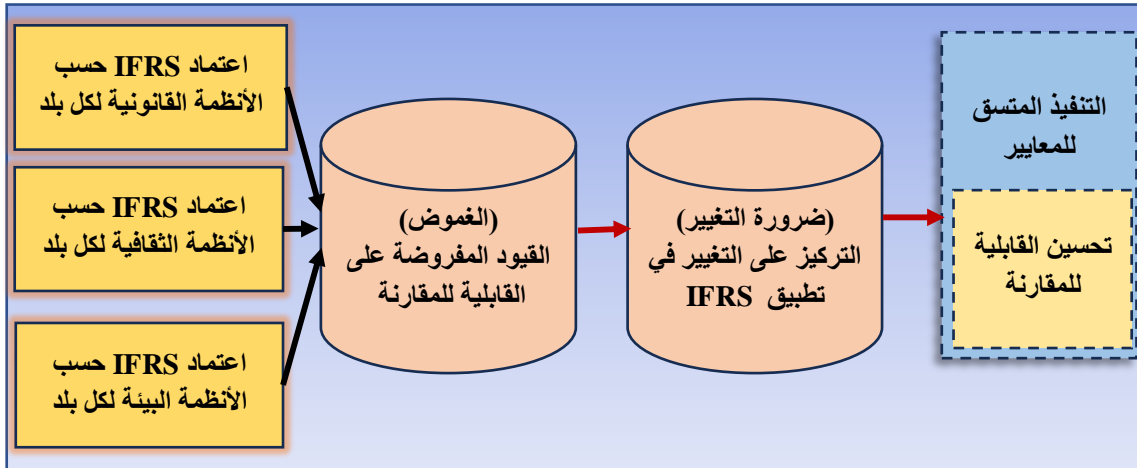 اعتماد IFRS حسب
الأنظمة القانونية لكل بلد
اعتماد IFRS حسب
الأنظمة الثقافية لكل بلد
اعتماد IFRS حسب
الأنظمة البيئة لكل بلد
(الغموض)
القيود المفروضة على
القابلية للمقارنة
(ضرورة التغيير)
التركيز على التغيير في
تطبيق IFRS
التنفيذ المتسق
للمعايير
تحسين القابلية
للمقارنة